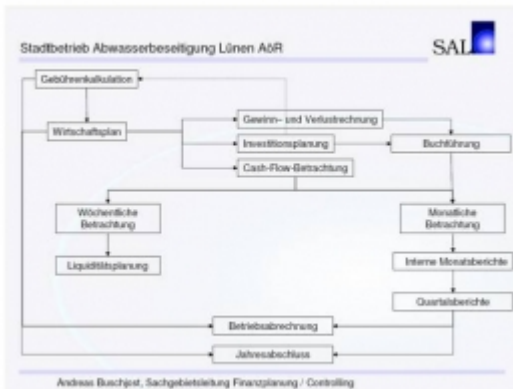 Stadtbetrieb Abwasserbeseitigung Lünen AöR
SAL
Gebührenkalkulation
Gewinn- und Verlustrechnung
Wirtschaftsplan
Investitionsplanung
Buchführung
Cash-Flow-Betrachtung
Wöchentliche
Betrachtung
Monatliche
Betrachtung
Liquiditätsplanung
Interne Monatsberichte
Quartalsberichte
Betriebsabrechnung
Jahresabschluss
Andreas Buschjost, Sachgebietsleitung Finanzplanung / Controlling